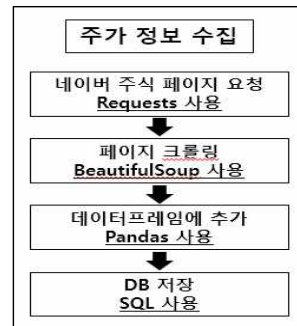 주가 정보 수집
네이버 주식 페이지 요청
Requests 사용
페이지 크롤링
BeautifulSoup 사용
데이터프레임에 추가
Pandas 사용
DB 저장
SQL 사용